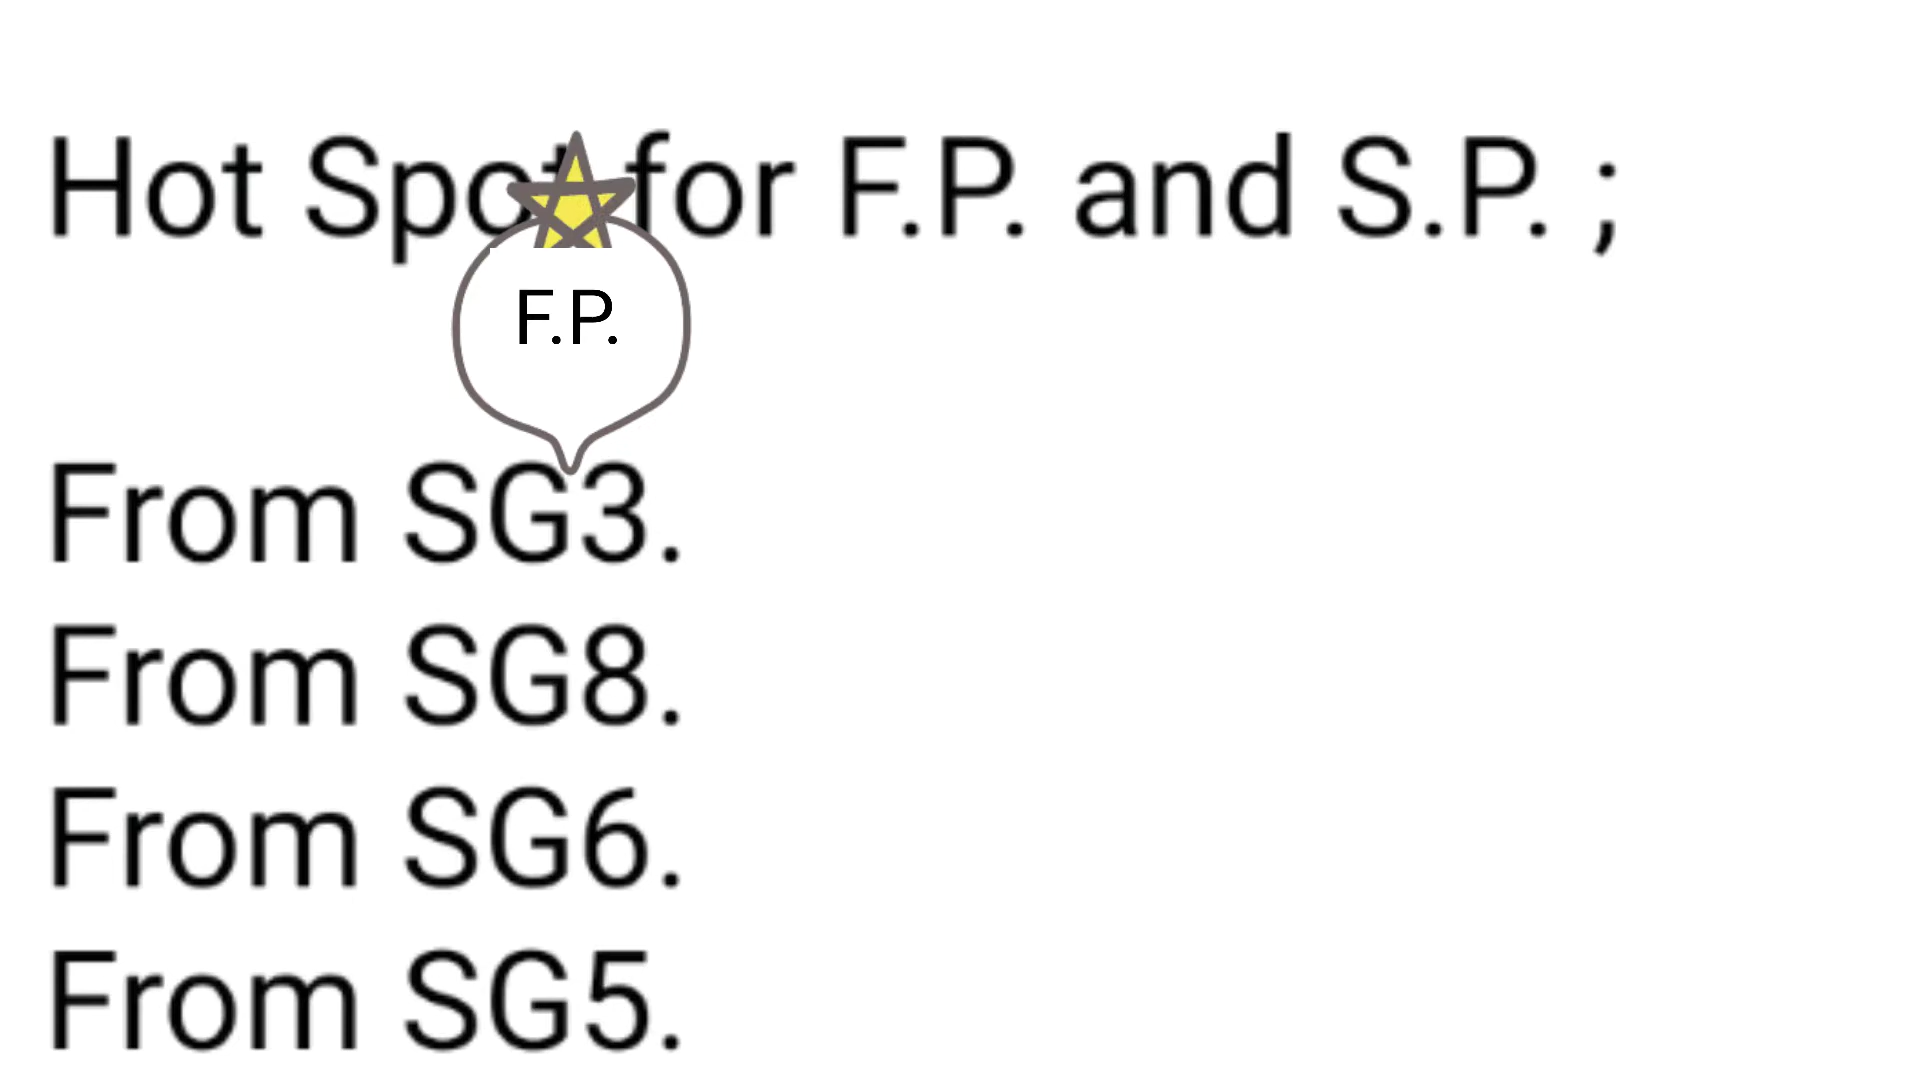 Hot Spot for F.P. and S.P. ;
F.P.
From SG3.
From SG8.
From SG6.
From SG5.